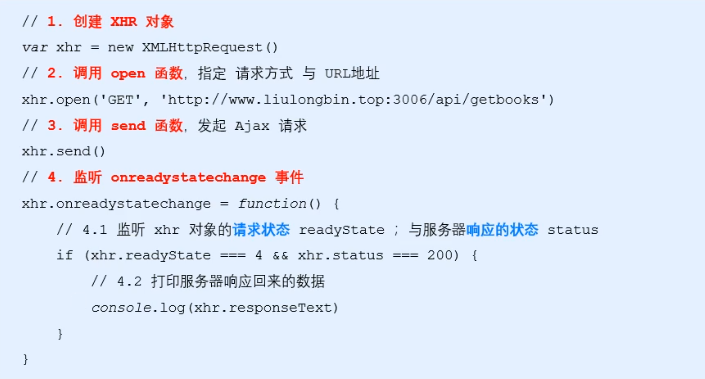 // 1. 创建 XHR 对象
var xhr = new XMLHttpRequest()
// 2. 调用 open 函数，指定 请求方式 与 URL地址
xhr.open('GET', 'http://www.liulongbin.top:3006/api/getbooks')
// 3. 调用 send 函数，发起 Ajax 请求
xhr.send()
// 4. 监听 onreadystatechange 事件
xhr.onreadystatechange = function() {
    // 4.1 监听 xhr 对象的请求状态 readyState ；与服务器响应的状态 status
    if (xhr.readyState === 4 && xhr.status === 200) {
        // 4.2 打印服务器响应回来的数据
        console.log(xhr.responseText)
    }
}